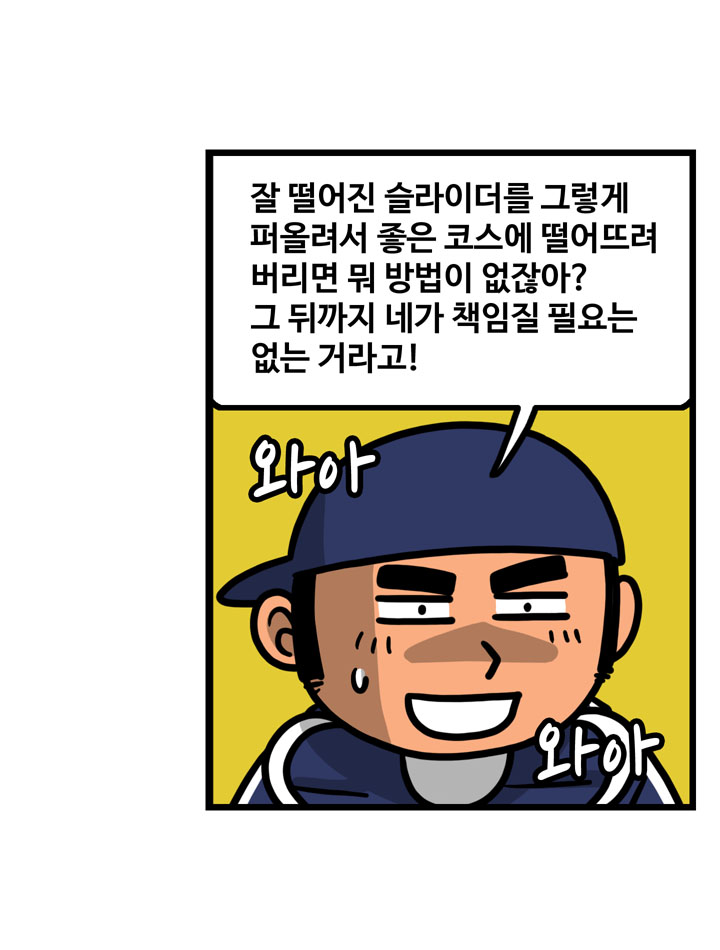 잘 떨어진 슬라이더를 그렇게
퍼올려서 좋은 코스에 떨어뜨려
버리면 뭐 방법이 없잖아?
그 뒤까지 네가 책임질 필요는
없는 거라고!
와아
와아